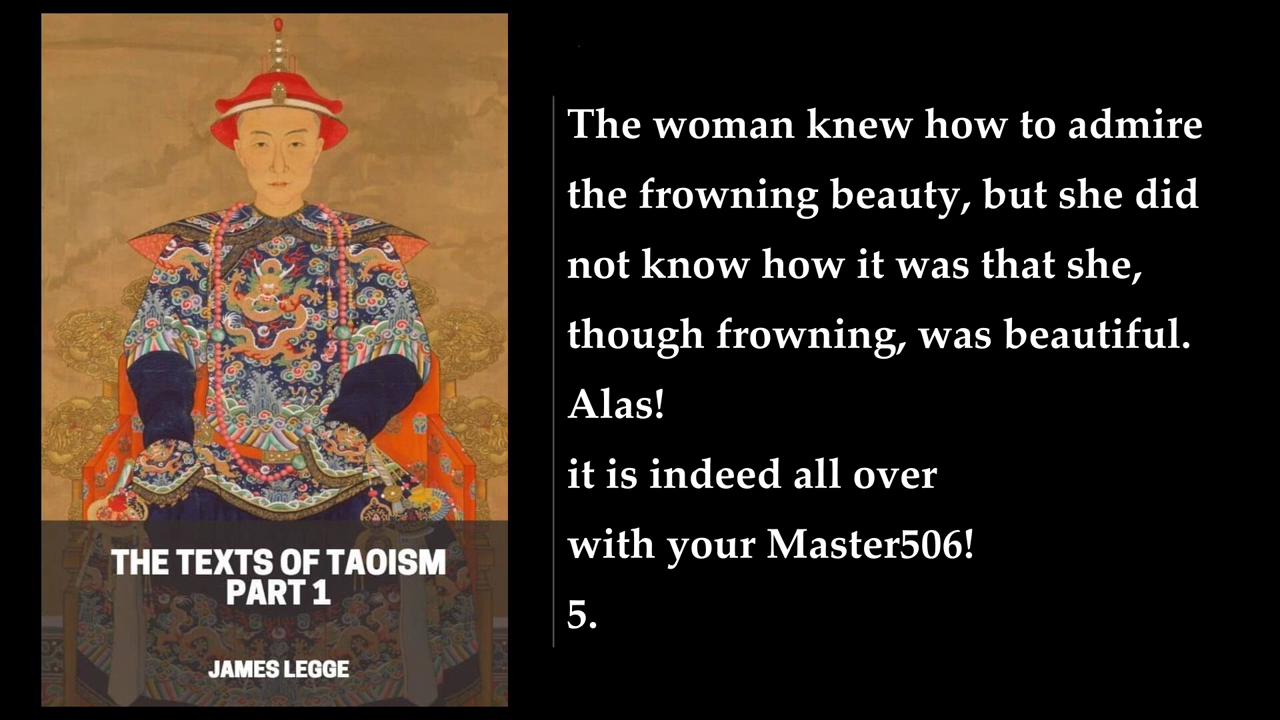 THE TEXTS OF TAOISM
PART 1
JAMES LEGGE
The woman knew how to admire
the frowning beauty, but she did
not know how it was that she,
though frowning, was beautiful.
Alas!
it is indeed all over
with your Master506!
5.